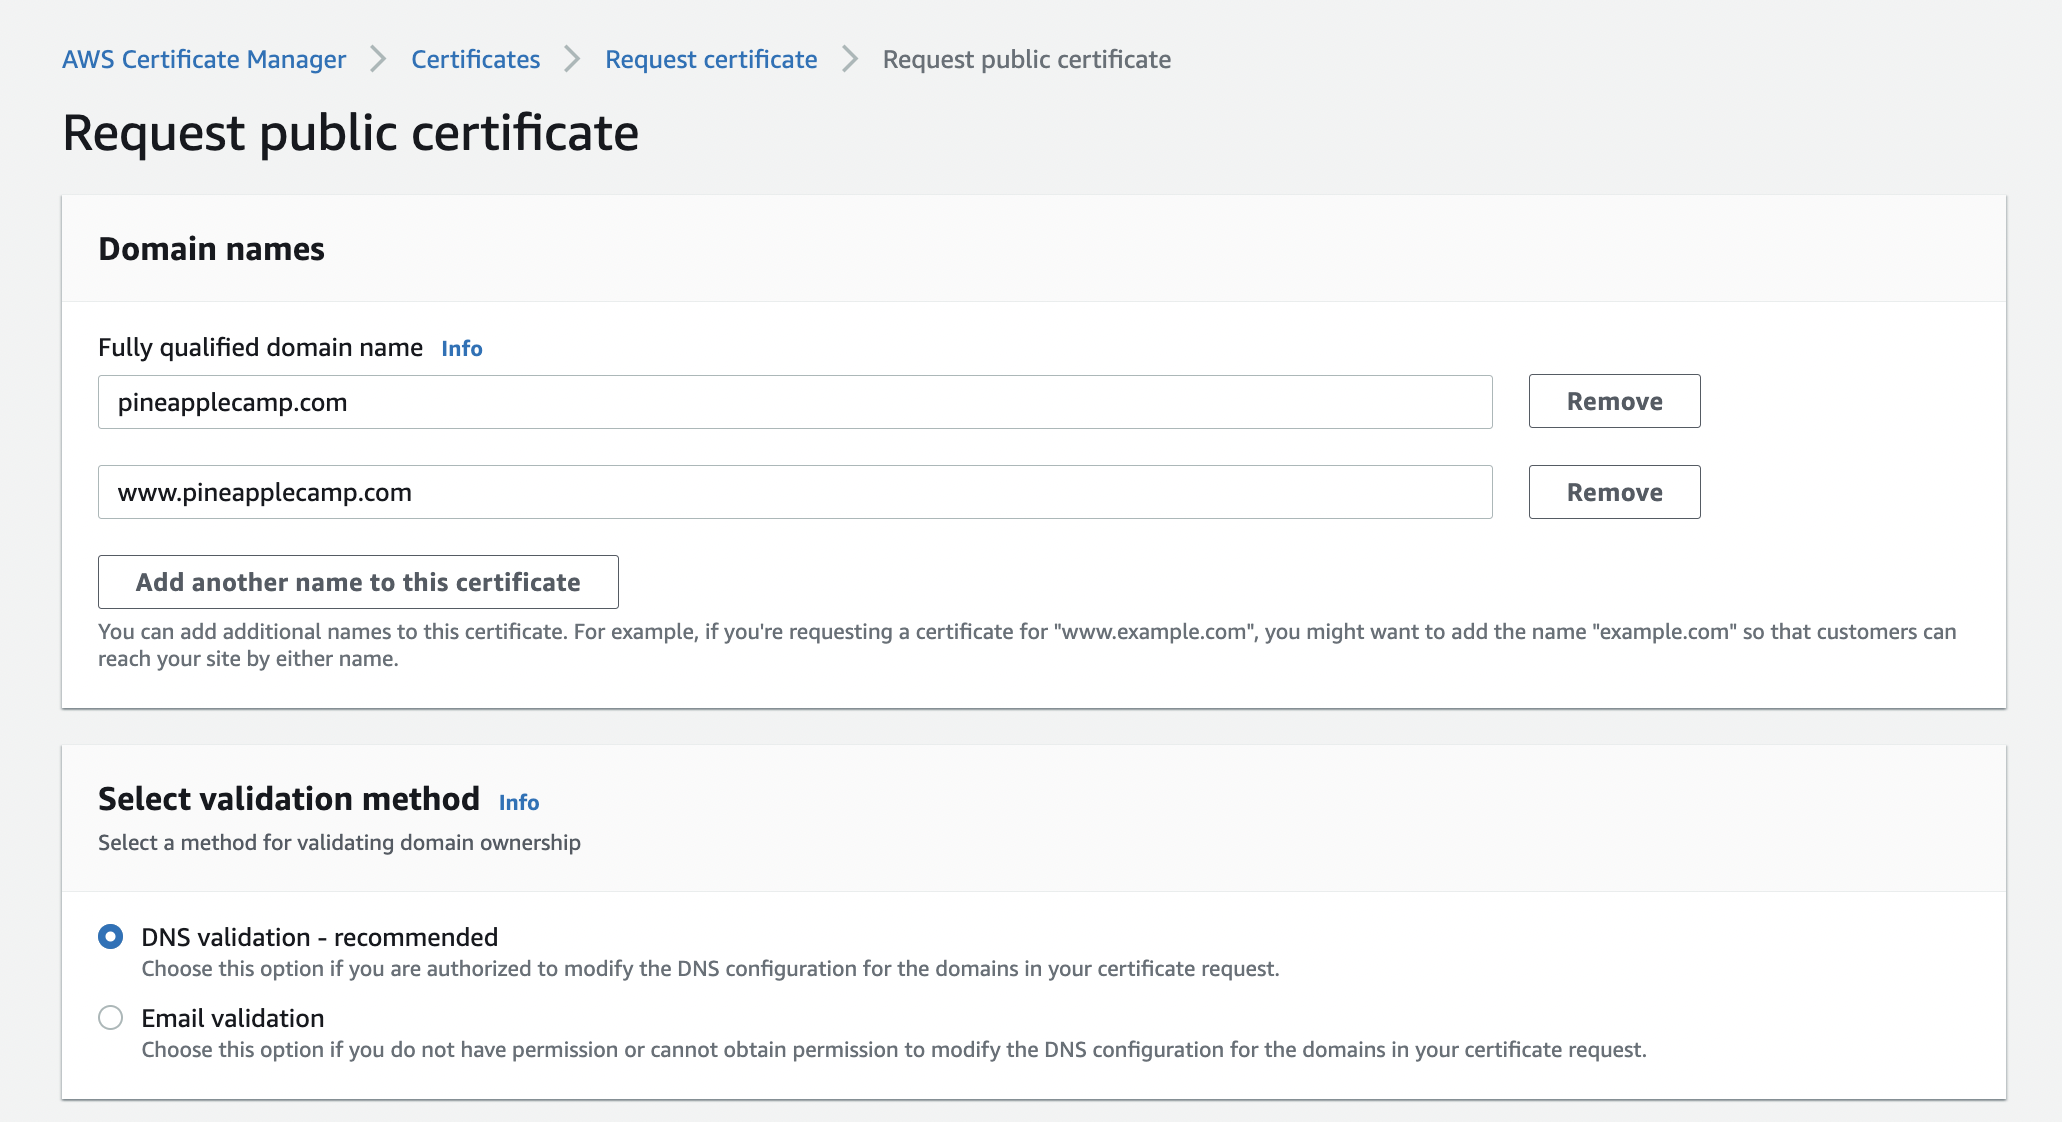 AWS Certificate Manager > Certificates > Request certificate > Request public certificate
Request public certificate
Domain names
Fully qualified domain name Info
pineapplecamp.com Remove
www.pineapplecamp.com Remove
Add another name to this certificate
You can add additional names to this certificate. For example, if you're requesting a certificate for "www.example.com", you might want to add the name "example.com" so that customers can
reach your site by either name.
Select validation method Info
Select a method for validating domain ownership
DNS validation - recommended
Choose this option if you are authorized to modify the DNS configuration for the domains in your certificate request.
Email validation
Choose this option if you do not have permission or cannot obtain permission to modify the DNS configuration for the domains in your certificate request.